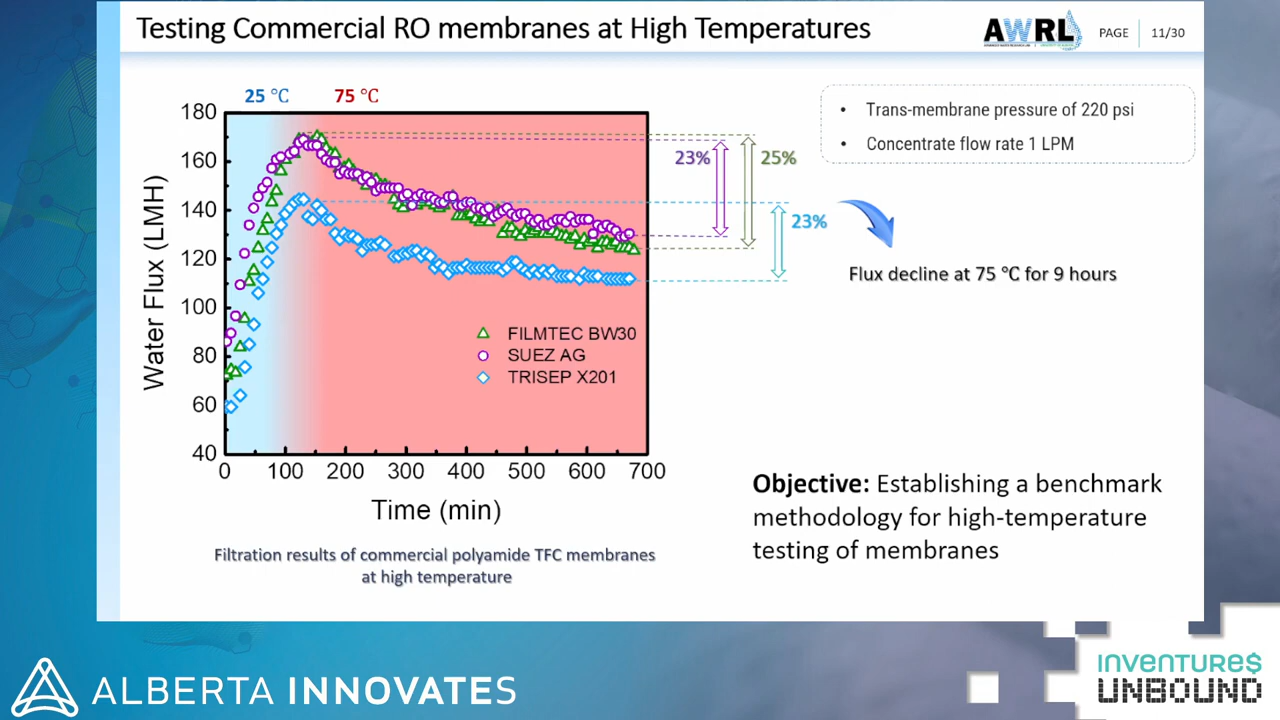 Testing Commercial RO membranes at High Temperatures
AWRL
PAGE
11/30
25 °C
75 °C
180
160
140
120
100
80
60
40
0
100
200
300
400
500
600
700
Water Flux (LMH)
Time (min)
FILMTEC BW30
SUEZ AG
TRISEP X201
23%
25%
23%
• Trans-membrane pressure of 220 psi
• Concentrate flow rate 1 LPM
Flux decline at 75 °C for 9 hours
Filtration results of commercial polyamide TFC membranes
at high temperature
Objective: Establishing a benchmark
methodology for high-temperature
testing of membranes
ALBERTA INNOVATES
INVENTURE$
UNBOUND